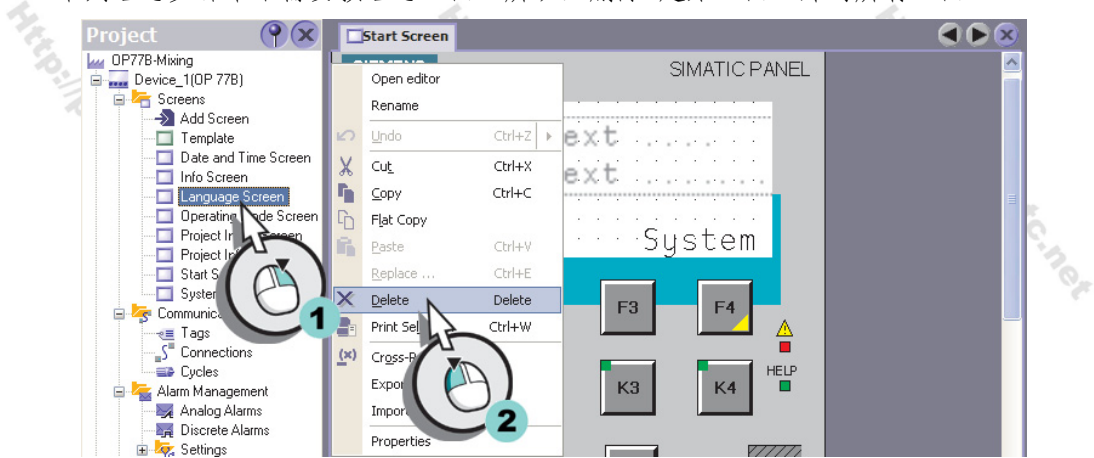 Project
Start Screen
OP77B-Mixing
Device_1(OP 77B)
Screens
Add Screen
Template
Date and Time Screen
Info Screen
Language Screen
Operating
de Screen
Project In
een
Project In
Start S
System
Communic
Tags
Connections
Cycles
Alarm Management
Analog Alarms
Discrete Alarms
Settings
1
Open editor
Rename
Undo Ctrl+Z
Cut Ctrl+X
Copy Ctrl+C
Flat Copy
Paste Ctrl+V
Replace ... Ctrl+E
Delete Delete
Print Sel Ctrl+W
Cross-R
Expor
Impor
Properties
2
SIMATIC PANEL
ext
ext
System
F3
F4
K3
K4
HELP